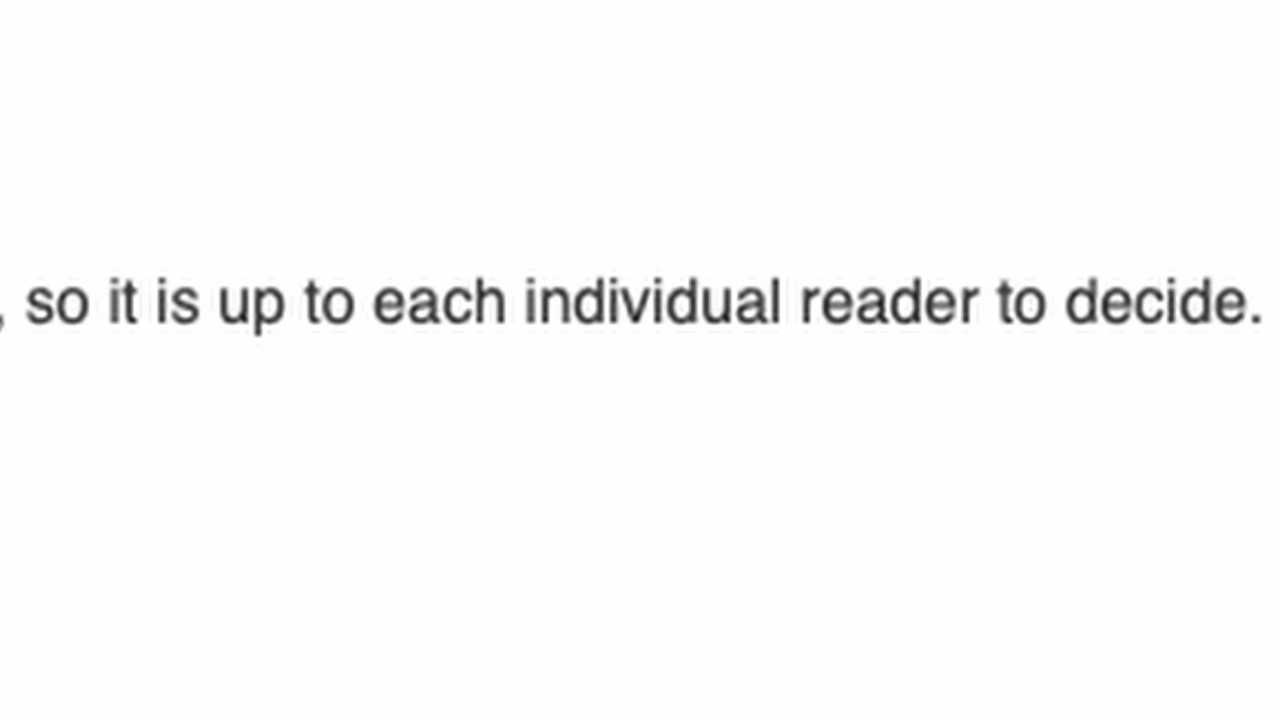 , so it is up to each individual reader to decide.